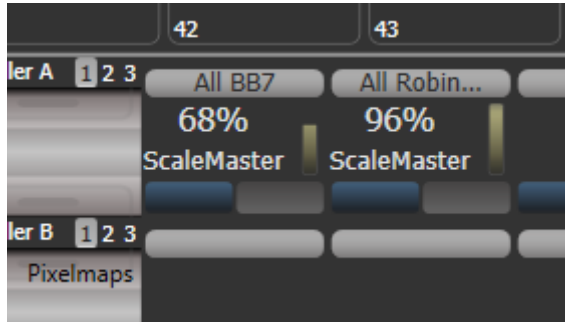 42 43
ler A 1 2 3
All BB7 All Robin...
68% 96%
ScaleMaster ScaleMaster
ler B 1 2 3
Pixelmaps